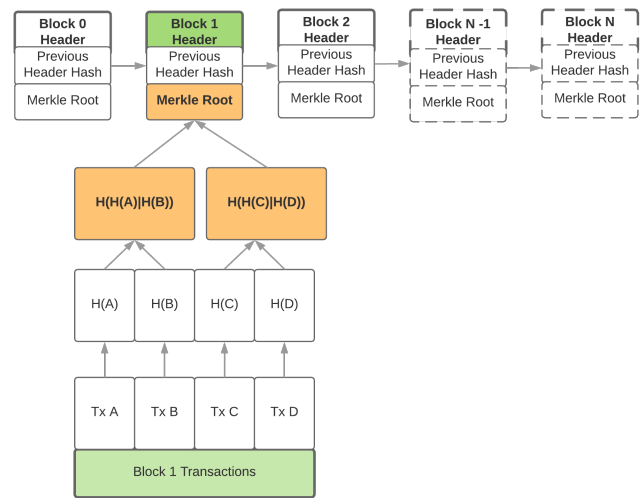 Block 0
Header
Previous
Header Hash
Merkle Root
Block 1
Header
Previous
Header Hash
Merkle Root
Block 2
Header
Previous
Header Hash
Merkle Root
Block N -1
Header
Previous
Header Hash
Merkle Root
Block N
Header
Previous
Header Hash
Merkle Root
H(H(A)|H(B))
H(H(C)|H(D))
H(A)
H(B)
H(C)
H(D)
Tx A
Tx B
Tx C
Tx D
Block 1 Transactions